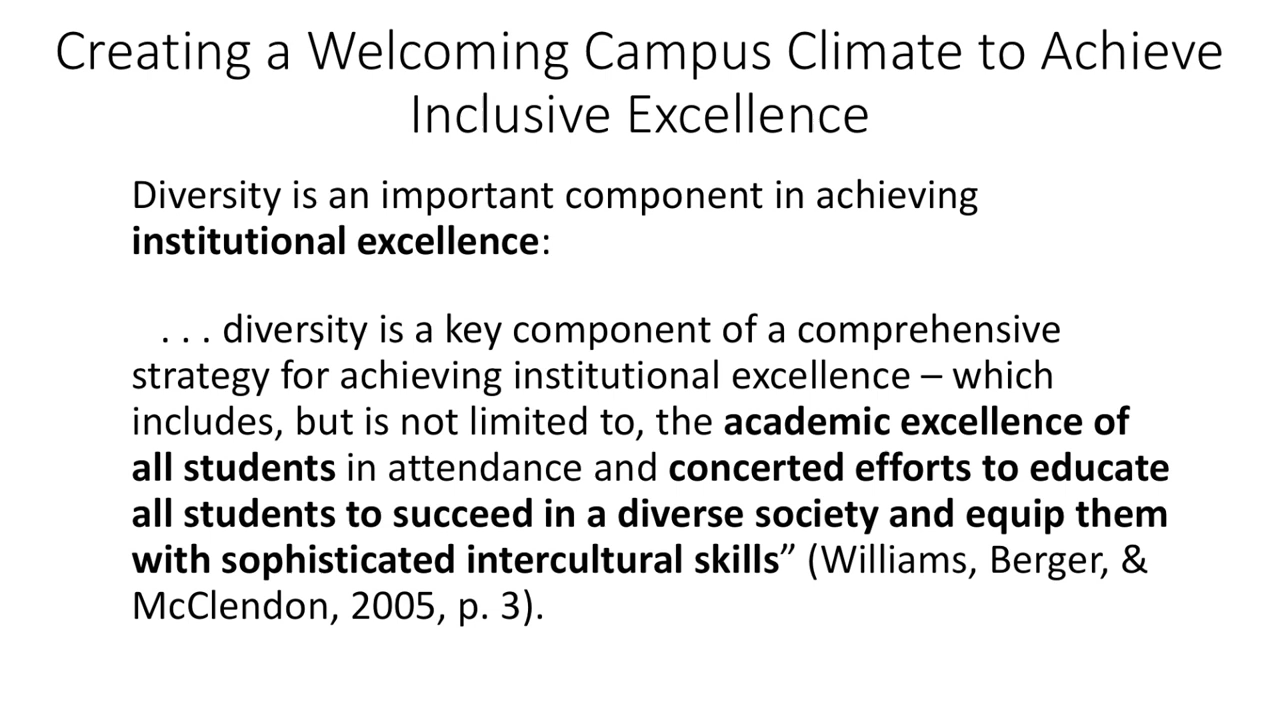 Creating a Welcoming Campus Climate to Achieve
Inclusive Excellence
Diversity is an important component in achieving
institutional excellence:
. . . diversity is a key component of a comprehensive
strategy for achieving institutional excellence – which
includes, but is not limited to, the academic excellence of
all students in attendance and concerted efforts to educate
all students to succeed in a diverse society and equip them
with sophisticated intercultural skills” (Williams, Berger, &
McClendon, 2005, p. 3).